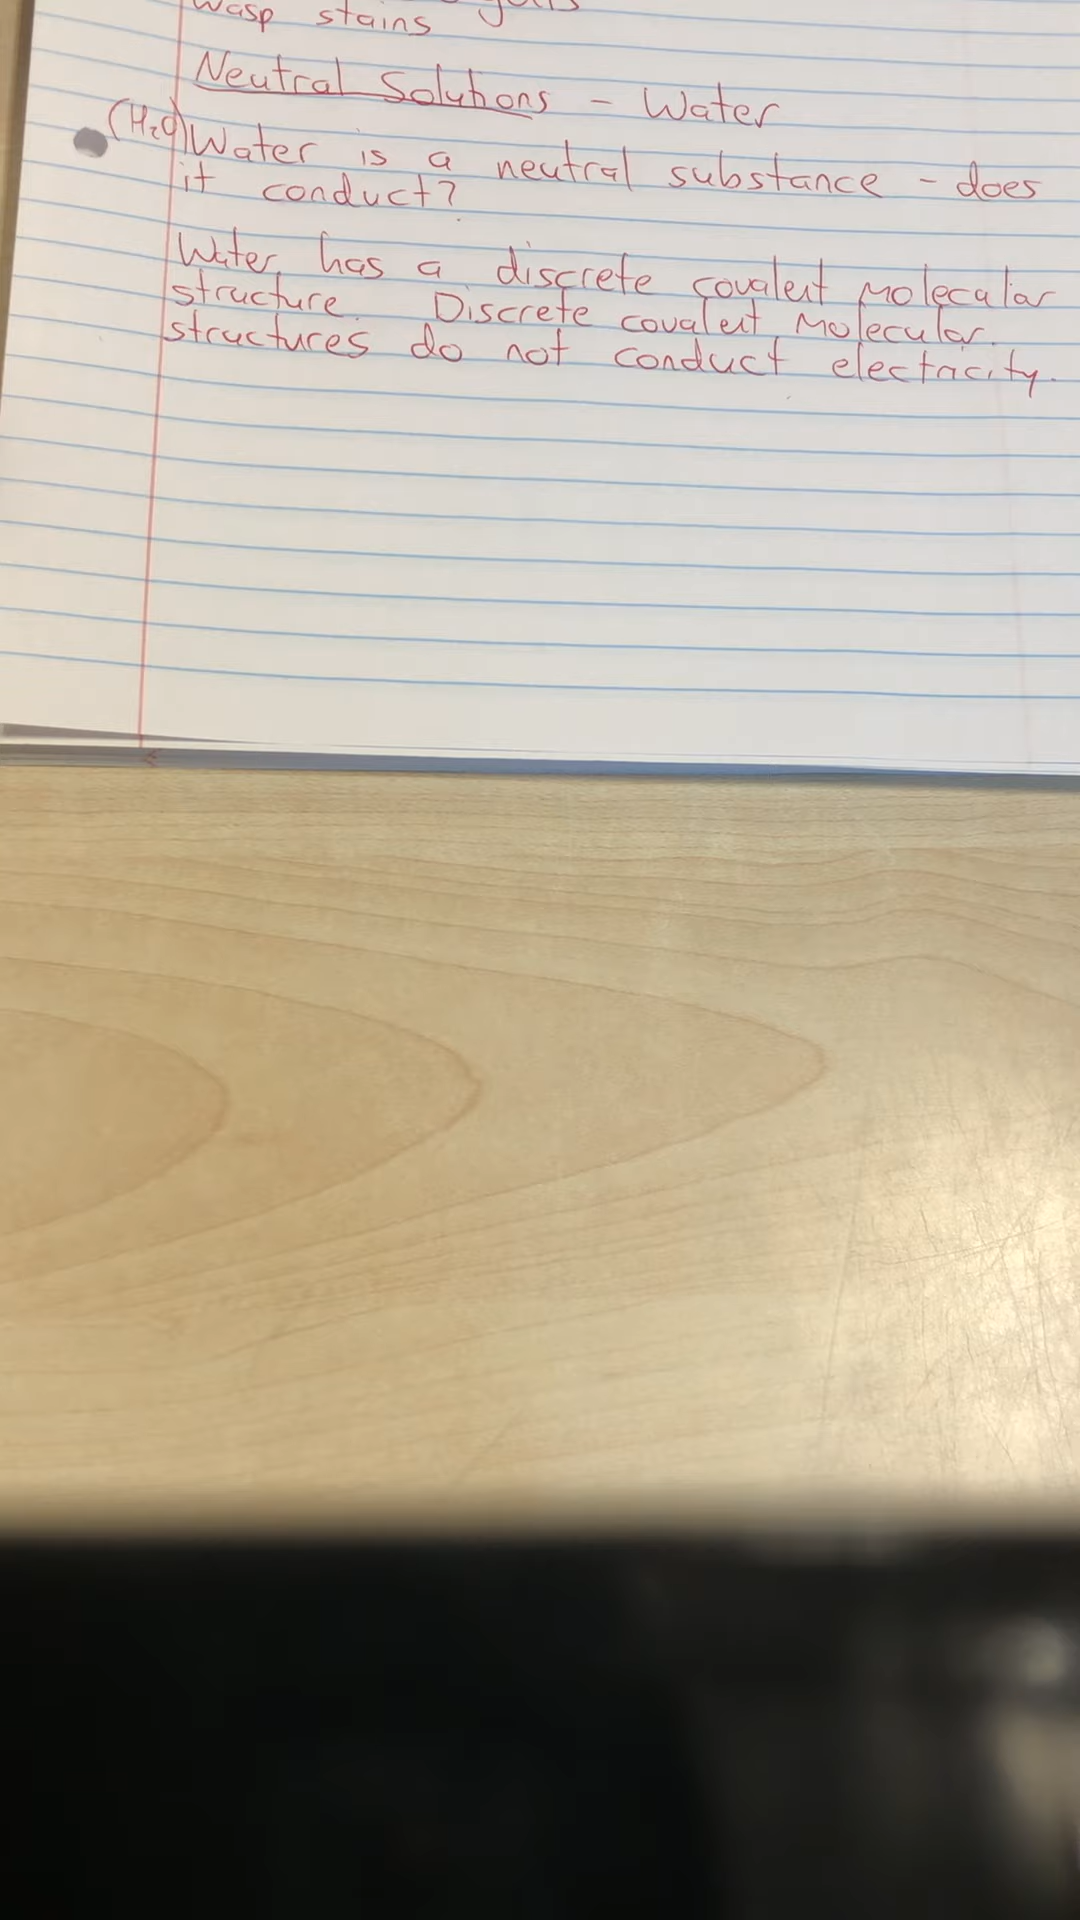 wasp stains
Neutral Solutions - Water
(H₂O) Water is a neutral substance - does
it conduct?
Water has a discrete covalent molecular
structure. Discrete covalent molecular
structures do not conduct electricity.